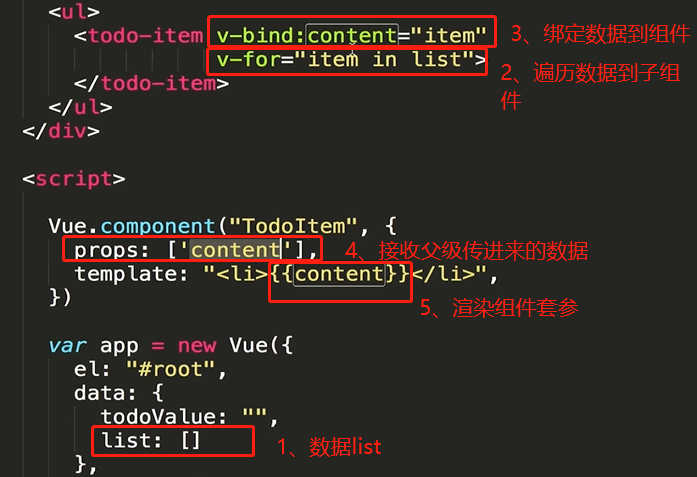 <ul>
<todo-item v-bind:content="item"
3、绑定数据到组件
v-for="item in list">
2、遍历数据到子组
件
</todo-item>
</ul>
</div>
<script>
Vue.component("TodoItem", {
props: ['content'],
4、接收父级传进来的数据
template: "<li>{{content}}</li>",
})
5、渲染组件套参
var app = new Vue({
el: "#root",
data: {
todoValue: "",
list: []
1、数据list
},